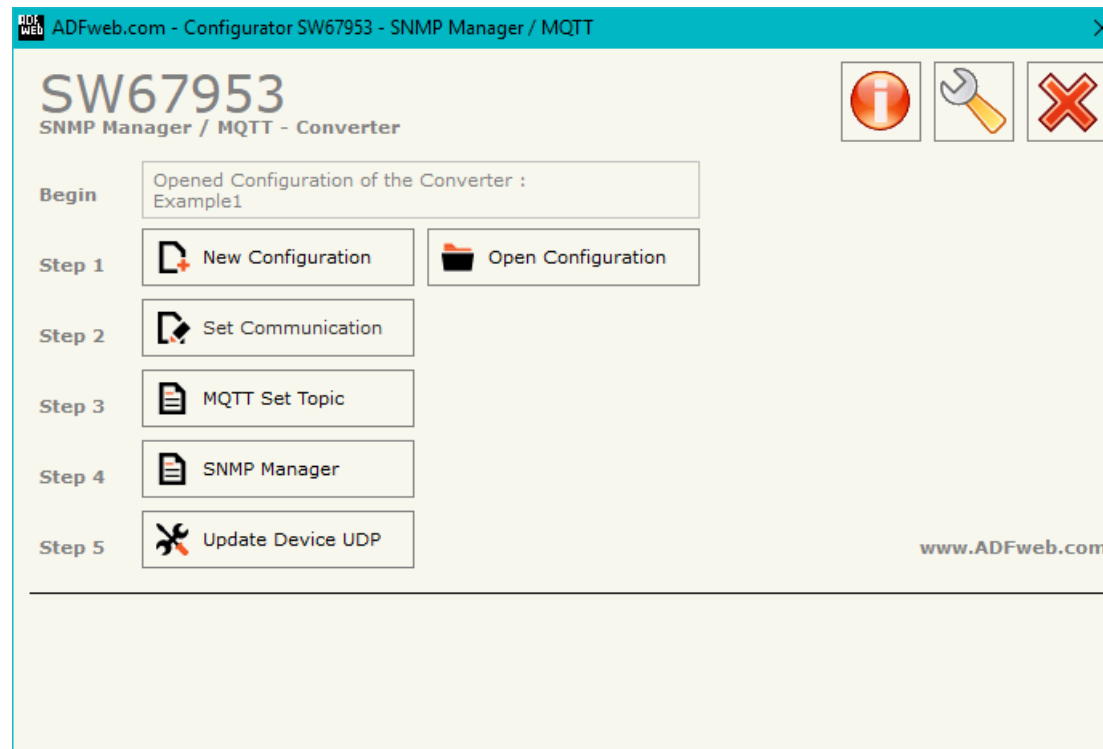 ADF
WEB
ADFweb.com - Configurator SW67953 - SNMP Manager / MQTT
SW67953
SNMP Manager / MQTT - Converter
Begin
Opened Configuration of the Converter :
Example1
Step 1
New Configuration
Open Configuration
Step 2
Set Communication
Step 3
MQTT Set Topic
Step 4
SNMP Manager
Step 5
Update Device UDP
www.ADFweb.com